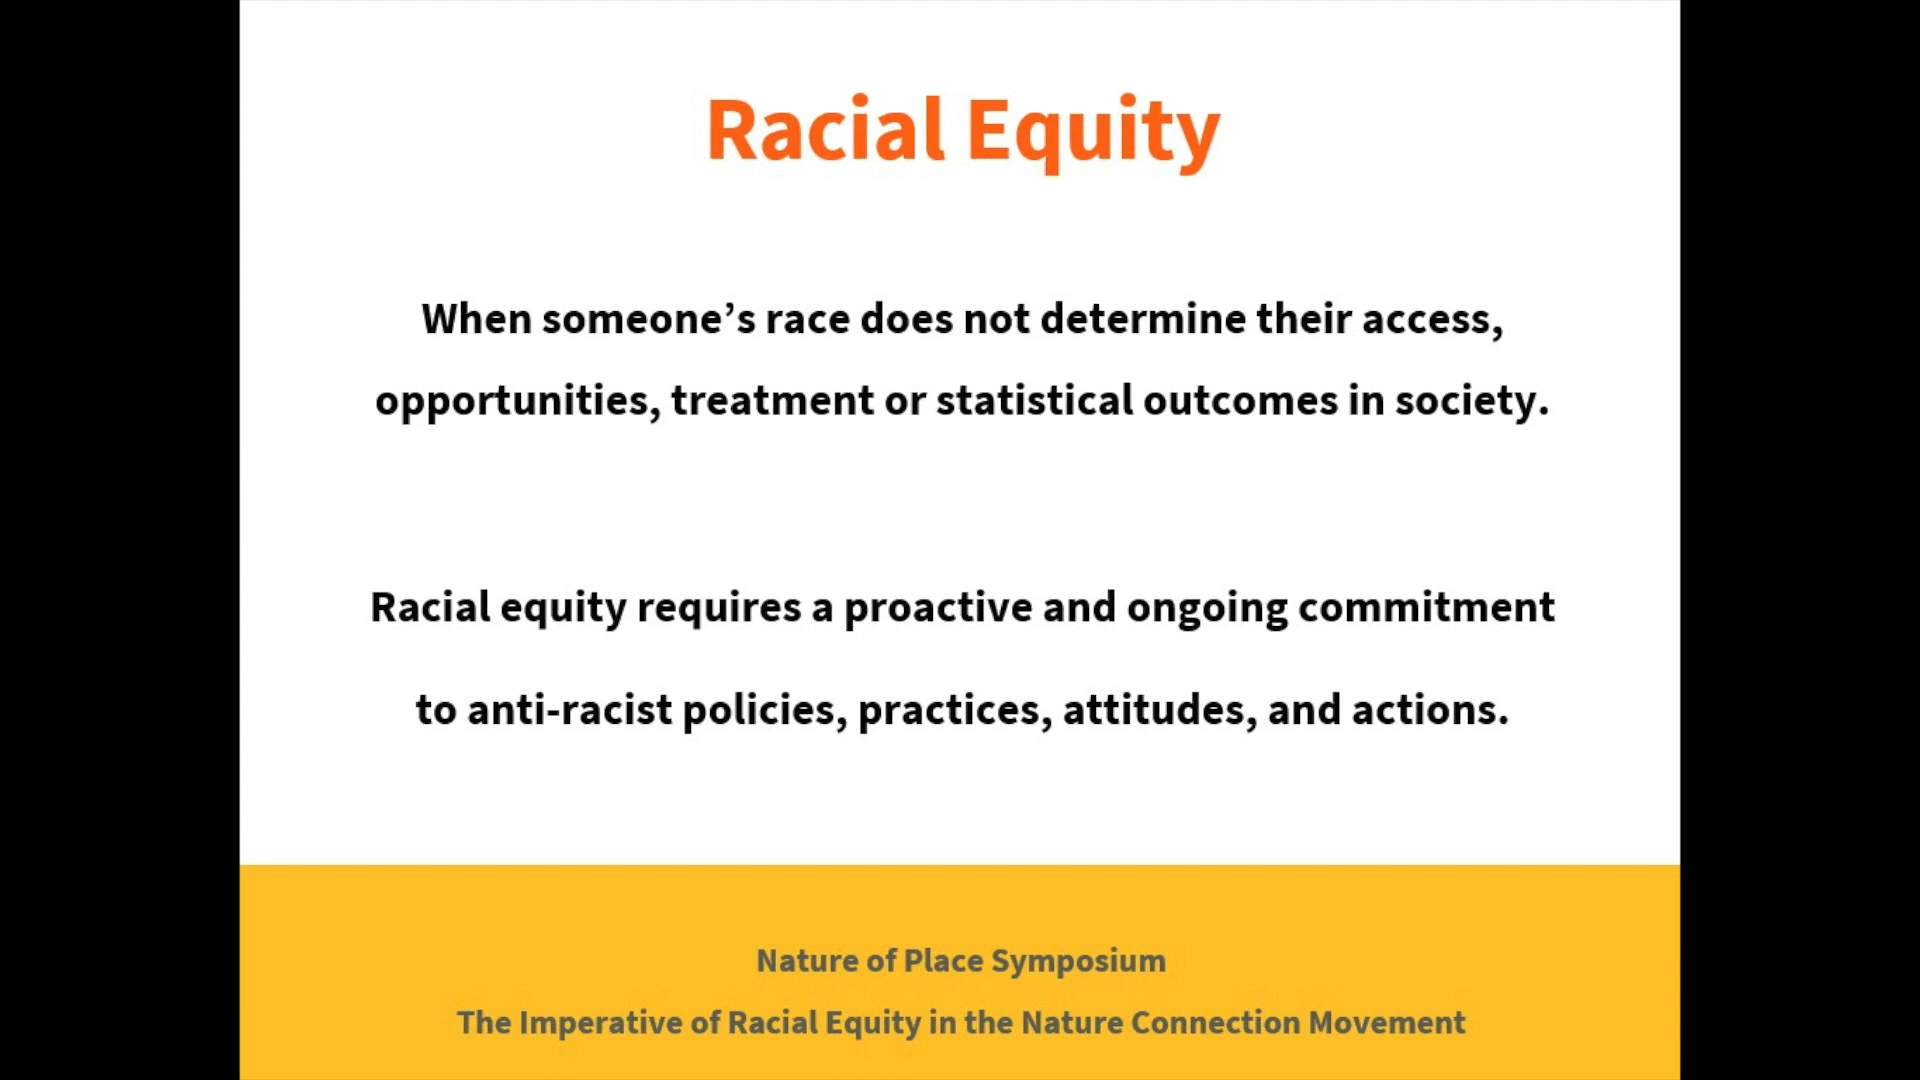 Racial Equity
When someone’s race does not determine their access,
opportunities, treatment or statistical outcomes in society.
Racial equity requires a proactive and ongoing commitment
to anti-racist policies, practices, attitudes, and actions.
Nature of Place Symposium
The Imperative of Racial Equity in the Nature Connection Movement